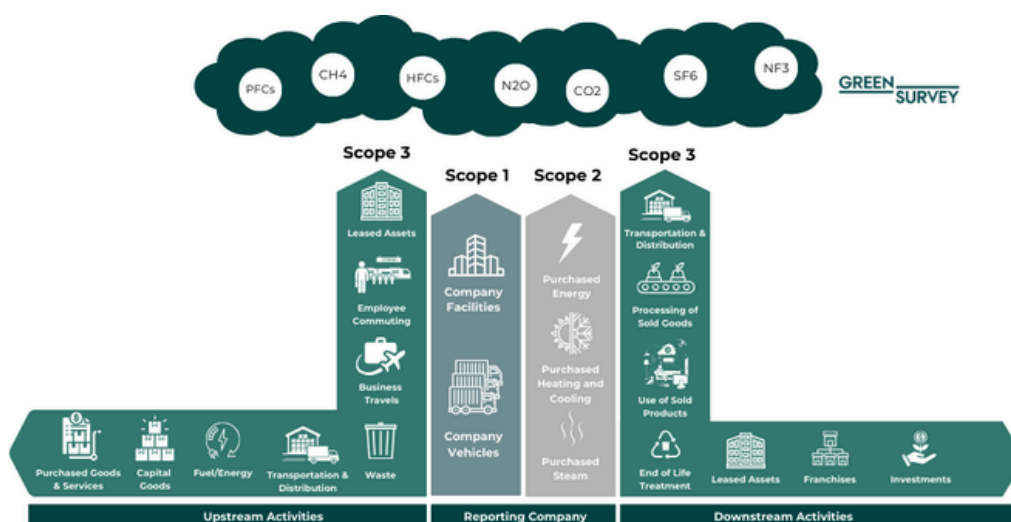 PFCs
CH4
HFCs
N2O
CO2
SF6
NF3
GREEN
SURVEY
Scope 3
Scope 1
Scope 2
Scope 3
Leased Assets
Employee
Commuting
Business
Travels
Purchased Goods
& Services
Capital
Goods
Fuel/Energy
Transportation &
Distribution
Waste
Company
Facilities
Company
Vehicles
Purchased
Energy
Purchased
Heating and
Cooling
Purchased
Steam
Transportation &
Distribution
Processing of
Sold Goods
Use of Sold
Products
End of Life
Treatment
Leased Assets
Franchises
Investments
Upstream Activities
Reporting Company
Downstream Activities